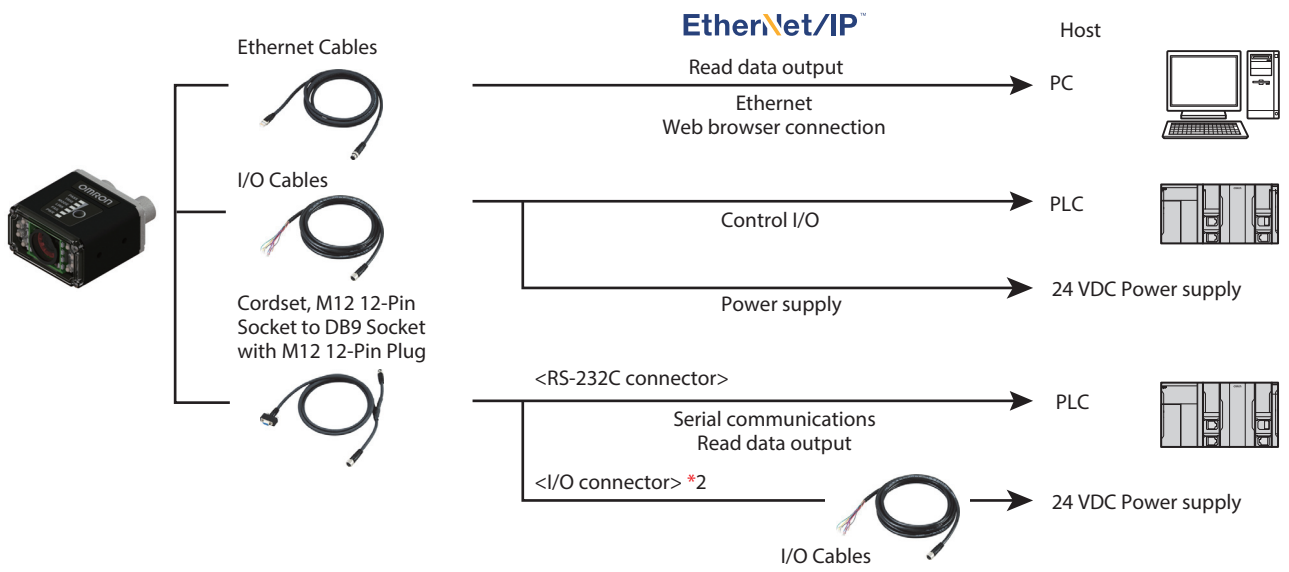 EtherNet/IP™
Host
Ethernet Cables
Read data output
PC
Ethernet
Web browser connection
OMRON
I/O Cables
Control I/O
PLC
Power supply
24 VDC Power supply
Cordset, M12 12-Pin
Socket to DB9 Socket
with M12 12-Pin Plug
<RS-232C connector>
Serial communications
Read data output
PLC
<I/O connector> *2
24 VDC Power supply
I/O Cables